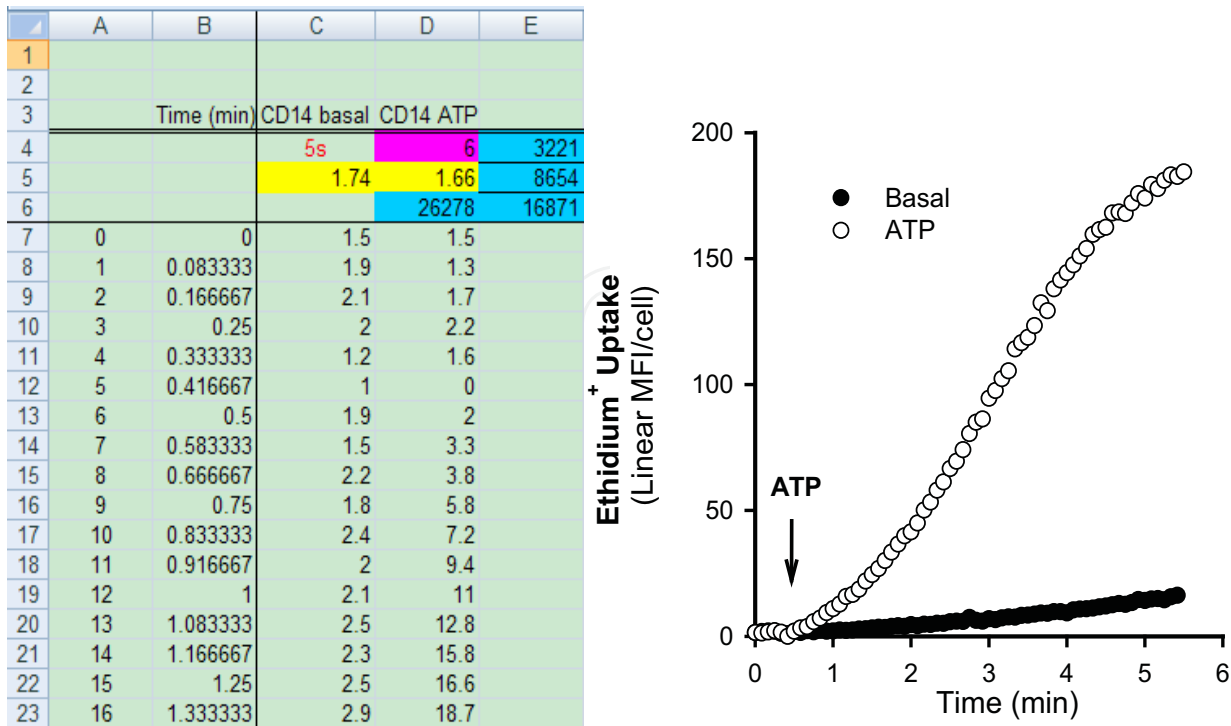 A B C D E
1
2
3 Time (min) CD14 basal CD14 ATP
4 5s 6 3221
5 1.74 1.66 8654
6 26278 16871
7 0 0 1.5 1.5
8 1 0.083333 1.9 1.3
9 2 0.166667 2.1 1.7
10 3 0.25 2 2.2
11 4 0.333333 1.2 1.6
12 5 0.416667 1 0
13 6 0.5 1.9 2
14 7 0.583333 1.5 3.3
15 8 0.666667 2.2 3.8
16 9 0.75 1.8 5.8
17 10 0.833333 2.4 7.2
18 11 0.916667 2 9.4
19 12 1 2.1 11
20 13 1.083333 2.5 12.8
21 14 1.166667 2.3 15.8
22 15 1.25 2.5 16.6
23 16 1.333333 2.9 18.7
Ethidium⁺ Uptake
(Linear MFI/cell)
200
150
100
50
0
Basal
ATP
ATP
0 1 2 3 4 5 6
Time (min)